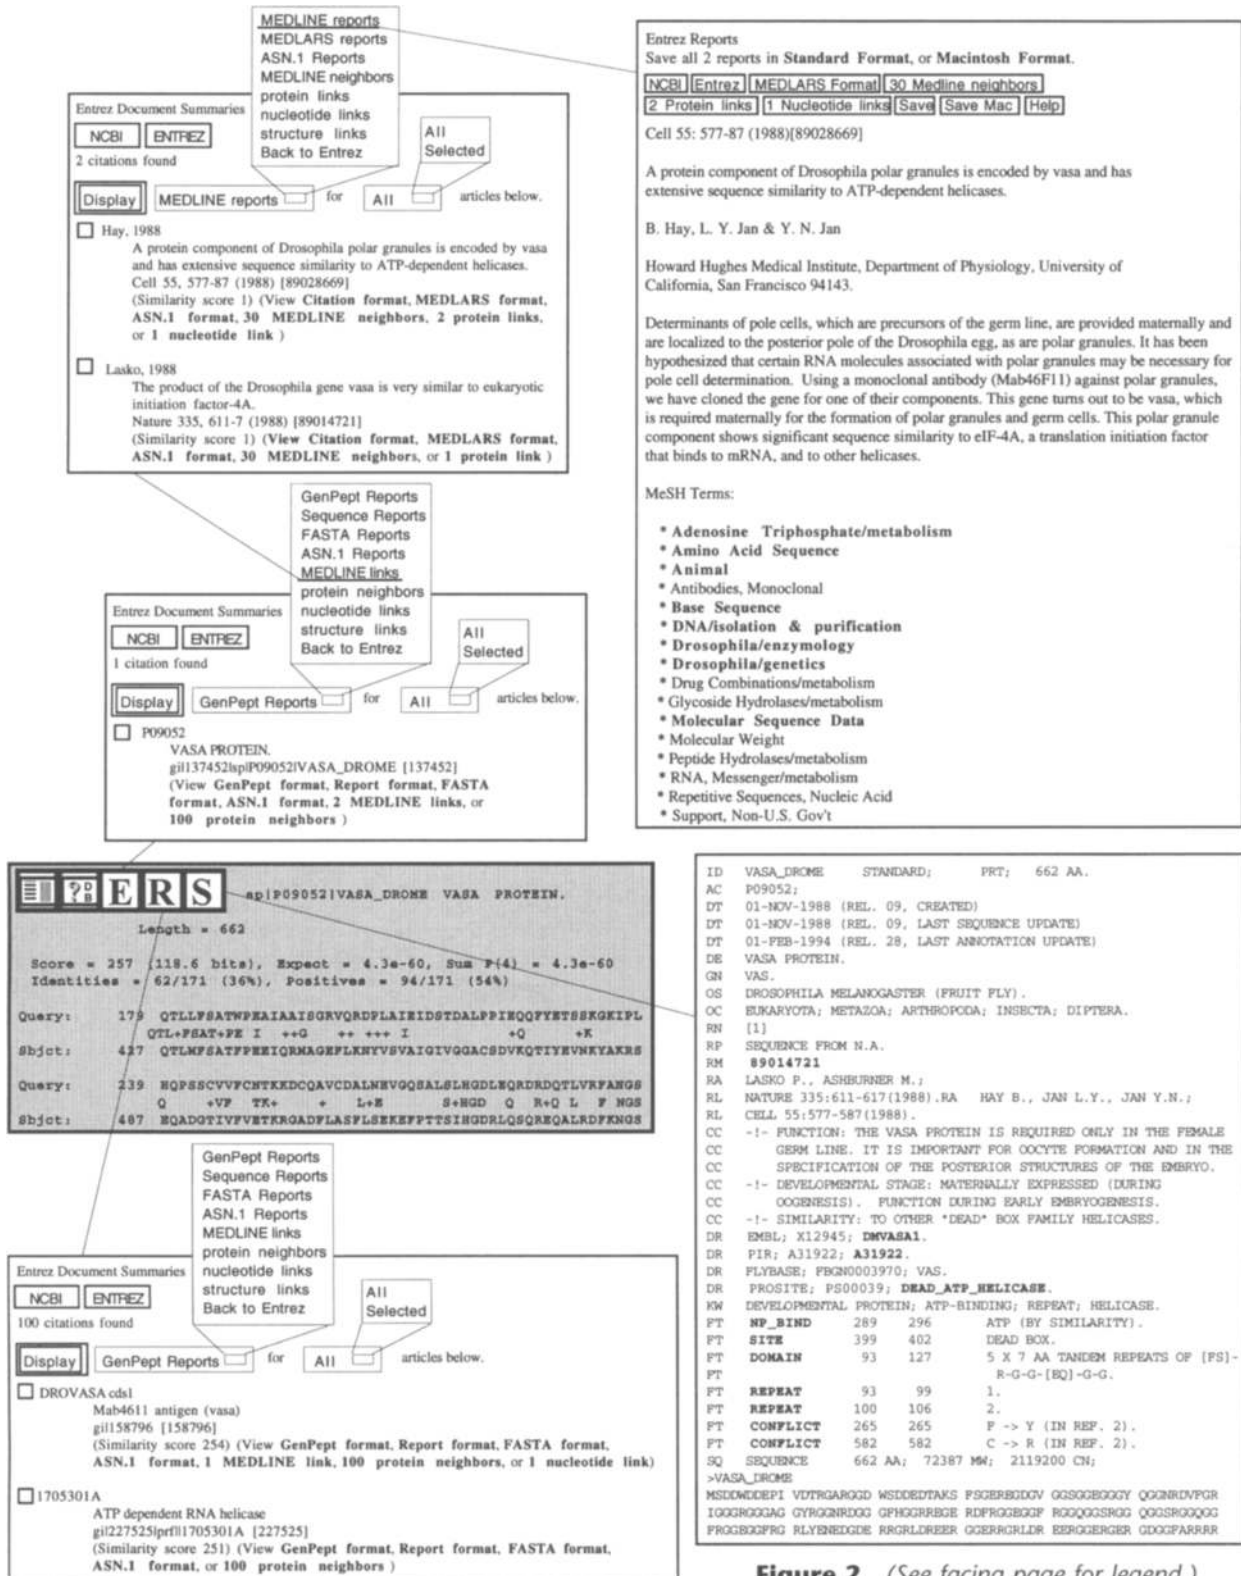 MEDLINE reports
MEDLARS reports
ASN.1 Reports
MEDLINE neighbors
protein links
nucleotide links
structure links
Back to Entrez
Entrez Document Summaries
NCBI ENTREZ
2 citations found
All
Selected
Display MEDLINE reports for All articles below.
Hay, 1988
A protein component of Drosophila polar granules is encoded by vasa
and has extensive sequence similarity to ATP-dependent helicases.
Cell 55, 577-87 (1988) [89028669]
(Similarity score 1) (View Citation format, MEDLARS format,
ASN.1 format, 30 MEDLINE neighbors, 2 protein links,
or 1 nucleotide link )
Lasko, 1988
The product of the Drosophila gene vasa is very similar to eukaryotic
initiation factor-4A.
Nature 335, 611-7 (1988) [89014721]
(Similarity score 1) (View Citation format, MEDLARS format,
ASN.1 format, 30 MEDLINE neighbors, or 1 protein link )
GenPept Reports
Sequence Reports
FASTA Reports
ASN.1 Reports
MEDLINE links
protein neighbors
nucleotide links
structure links
Back to Entrez
Entrez Document Summaries
NCBI ENTREZ
1 citation found
All
Selected
Display GenPept Reports for All articles below.
P09052
VASA PROTEIN.
gi|137452|sp|P09052|VASA_DROME [137452]
(View GenPept format, Report format, FASTA
format, ASN.1 format, 2 MEDLINE links, or
100 protein neighbors )
? D B E R S sp|P09052|VASA_DROME VASA PROTEIN.
Length = 662
Score = 257 (118.6 bits), Expect = 4.3e-60, Sum P(4) = 4.3e-60
Identities = 62/171 (36%), Positives = 94/171 (54%)
Query: 179 QTLLFSATWPEAIAAISGRVQRDPLAIEIDSTDALPPIEQQFYETSSKGKIPL
QTL+FSAT+PE I ++G ++ +++ I +Q +K
Sbjct: 427 QTLMFSATFPEEIQRMAGEFLKNYVSVAIGIVGGACSDVKQTIYEVNKYAKRS
Query: 239 HQPSSCVVFCNTKKDCQAVCDALNEVGQSALSLHGDLEQRDRDQTLVRFANGS
Q +VF TK+ + L+E S+HGD Q R+Q L F NGS
Sbjct: 487 EQADGTIVFVETKRGADFLASFLSEKEFPTTSIHGDRLQSQREQALRDFKNGS
GenPept Reports
Sequence Reports
FASTA Reports
ASN.1 Reports
MEDLINE links
protein neighbors
nucleotide links
structure links
Back to Entrez
Entrez Document Summaries
NCBI ENTREZ
100 citations found
All
Selected
Display GenPept Reports for All articles below.
DROVASA cds1
Mab4611 antigen (vasa)
gi|158796 [158796]
(Similarity score 254) (View GenPept format, Report format, FASTA format,
ASN.1 format, 1 MEDLINE link, 100 protein neighbors, or 1 nucleotide link)
1705301A
ATP dependent RNA helicase
gi|227525|prf||1705301A [227525]
(Similarity score 251) (View GenPept format, Report format, FASTA format,
ASN.1 format, or 100 protein neighbors )
Entrez Reports
Save all 2 reports in Standard Format, or Macintosh Format.
NCBI Entrez MEDLARS Format 30 Medline neighbors
2 Protein links 1 Nucleotide links Save Save Mac Help
Cell 55: 577-87 (1988)[89028669]
A protein component of Drosophila polar granules is encoded by vasa and has
extensive sequence similarity to ATP-dependent helicases.
B. Hay, L. Y. Jan & Y. N. Jan
Howard Hughes Medical Institute, Department of Physiology, University of
California, San Francisco 94143.
Determinants of pole cells, which are precursors of the germ line, are provided maternally and
are localized to the posterior pole of the Drosophila egg, as are polar granules. It has been
hypothesized that certain RNA molecules associated with polar granules may be necessary for
pole cell determination. Using a monoclonal antibody (Mab46F11) against polar granules,
we have cloned the gene for one of their components. This gene turns out to be vasa, which
is required maternally for the formation of polar granules and germ cells. This polar granule
component shows significant sequence similarity to eIF-4A, a translation initiation factor
that binds to mRNA, and to other helicases.
MeSH Terms:
* Adenosine Triphosphate/metabolism
* Amino Acid Sequence
* Animal
* Antibodies, Monoclonal
* Base Sequence
* DNA/isolation & purification
* Drosophila/enzymology
* Drosophila/genetics
* Drug Combinations/metabolism
* Glycoside Hydrolases/metabolism
* Molecular Sequence Data
* Molecular Weight
* Peptide Hydrolases/metabolism
* RNA, Messenger/metabolism
* Repetitive Sequences, Nucleic Acid
* Support, Non-U.S. Gov't
ID VASA_DROME STANDARD; PRT; 662 AA.
AC P09052;
DT 01-NOV-1988 (REL. 09, CREATED)
DT 01-NOV-1988 (REL. 09, LAST SEQUENCE UPDATE)
DT 01-FEB-1994 (REL. 28, LAST ANNOTATION UPDATE)
DE VASA PROTEIN.
GN VAS.
OS DROSOPHILA MELANOGASTER (FRUIT FLY).
OC EUKARYOTA; METAZOA; ARTHROPODA; INSECTA; DIPTERA.
RN [1]
RP SEQUENCE FROM N.A.
RM 89014721
RA LASKO P., ASHBURNER M.;
RL NATURE 335:611-617(1988).RA HAY B., JAN L.Y., JAN Y.N.;
RL CELL 55:577-587(1988).
CC -!- FUNCTION: THE VASA PROTEIN IS REQUIRED ONLY IN THE FEMALE
CC GERM LINE. IT IS IMPORTANT FOR OOCYTE FORMATION AND IN THE
CC SPECIFICATION OF THE POSTERIOR STRUCTURES OF THE EMBRYO.
CC -!- DEVELOPMENTAL STAGE: MATERNALLY EXPRESSED (DURING
CC OOGENESIS). FUNCTION DURING EARLY EMBRYOGENESIS.
CC -!- SIMILARITY: TO OTHER "DEAD" BOX FAMILY HELICASES.
DR EMBL; X12945; DMVASA1.
DR PIR; A31922; A31922.
DR FLYBASE; FBGN0003970; VAS.
DR PROSITE; PS00039; DEAD_ATP_HELICASE.
KW DEVELOPMENTAL PROTEIN; ATP-BINDING; REPEAT; HELICASE.
FT NP_BIND 289 296 ATP (BY SIMILARITY).
FT SITE 399 402 DEAD BOX.
FT DOMAIN 93 127 5 X 7 AA TANDEM REPEATS OF [FS]-
FT R-G-G-[EQ]-G-G.
FT REPEAT 93 99 1.
FT REPEAT 100 106 2.
FT CONFLICT 265 265 F -> Y (IN REF. 2).
FT CONFLICT 582 582 C -> R (IN REF. 2).
SQ SEQUENCE 662 AA; 72387 MW; 2119200 CN;
>VASA_DROME
MSDDWDDEPI VDTRGARGGD WSDDEDTAKS FSGEREGDGV GGSGGEGGGY QGGNRDVFGR
IGGGRGGGAG GYRGGNRDGG GFHGGRREGE RDFRGGEGGF RGGQGGSRGG QGGSRGGQGG
FRGGEGGFRG RLYENEDGDE RRGRLDREER GGERRGRLDR EERGGERGER GDGGFARRRR
Figure 2 (See facing page for legend.)